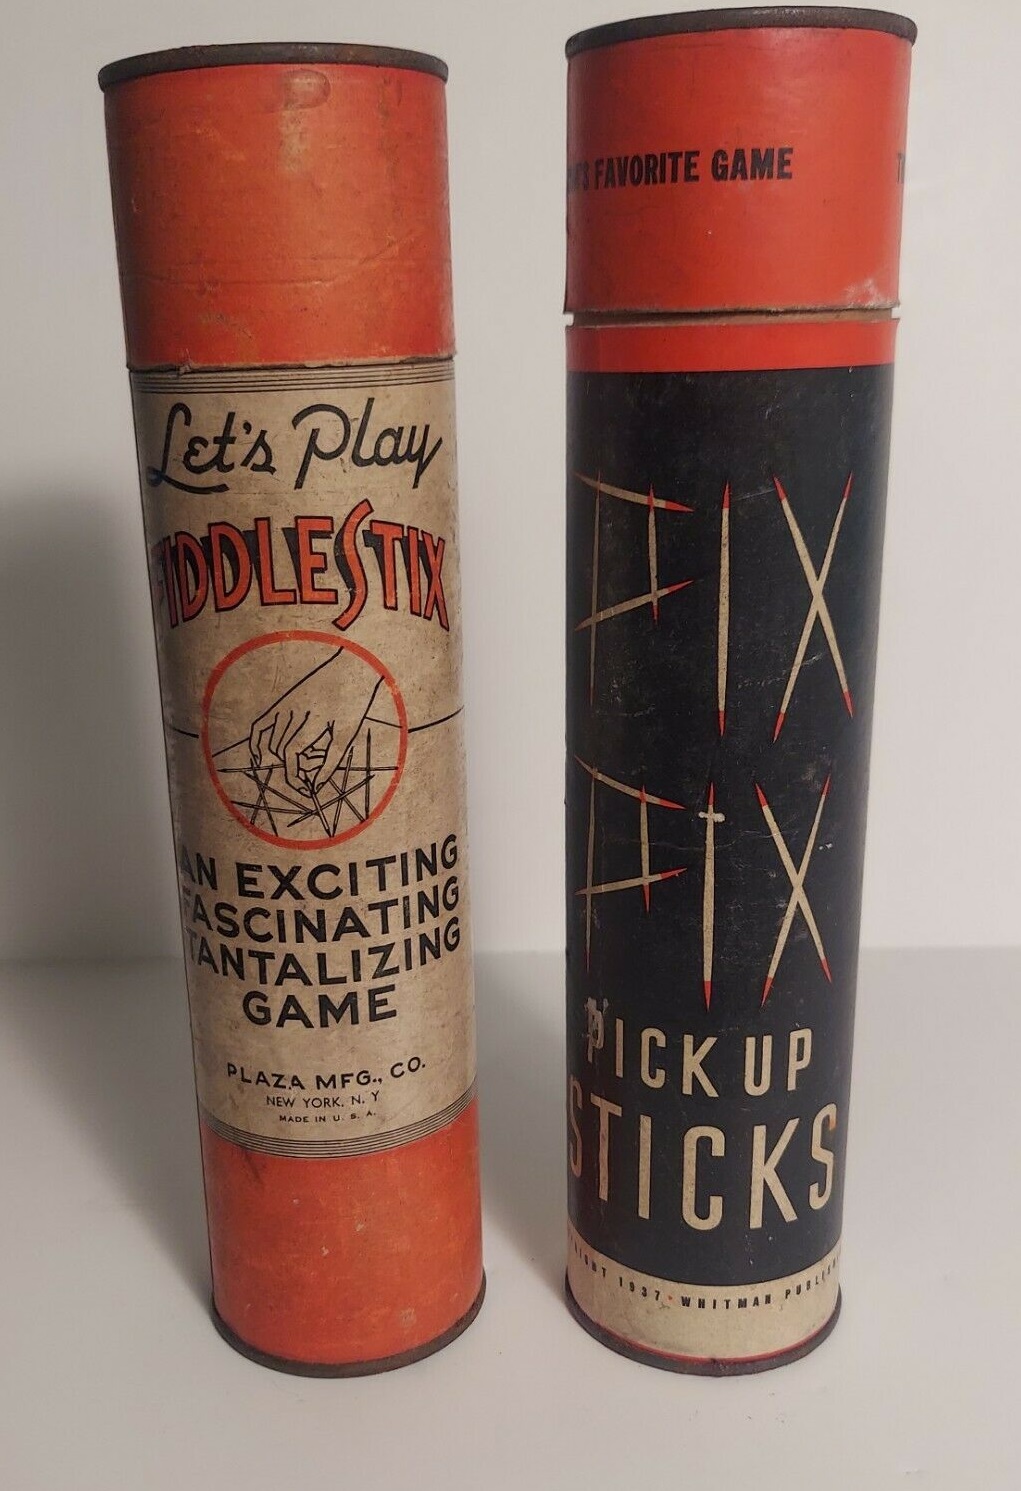 Let's Play
FIDDLESTIX
AN EXCITING
FASCINATING
TANTALIZING
GAME
PLAZA MFG., CO.
NEW YORK. N. Y
MADE IN U. S. A.
FAVORITE GAME
PIX
PIX
PICK UP
STICKS
1937 • WHITMAN